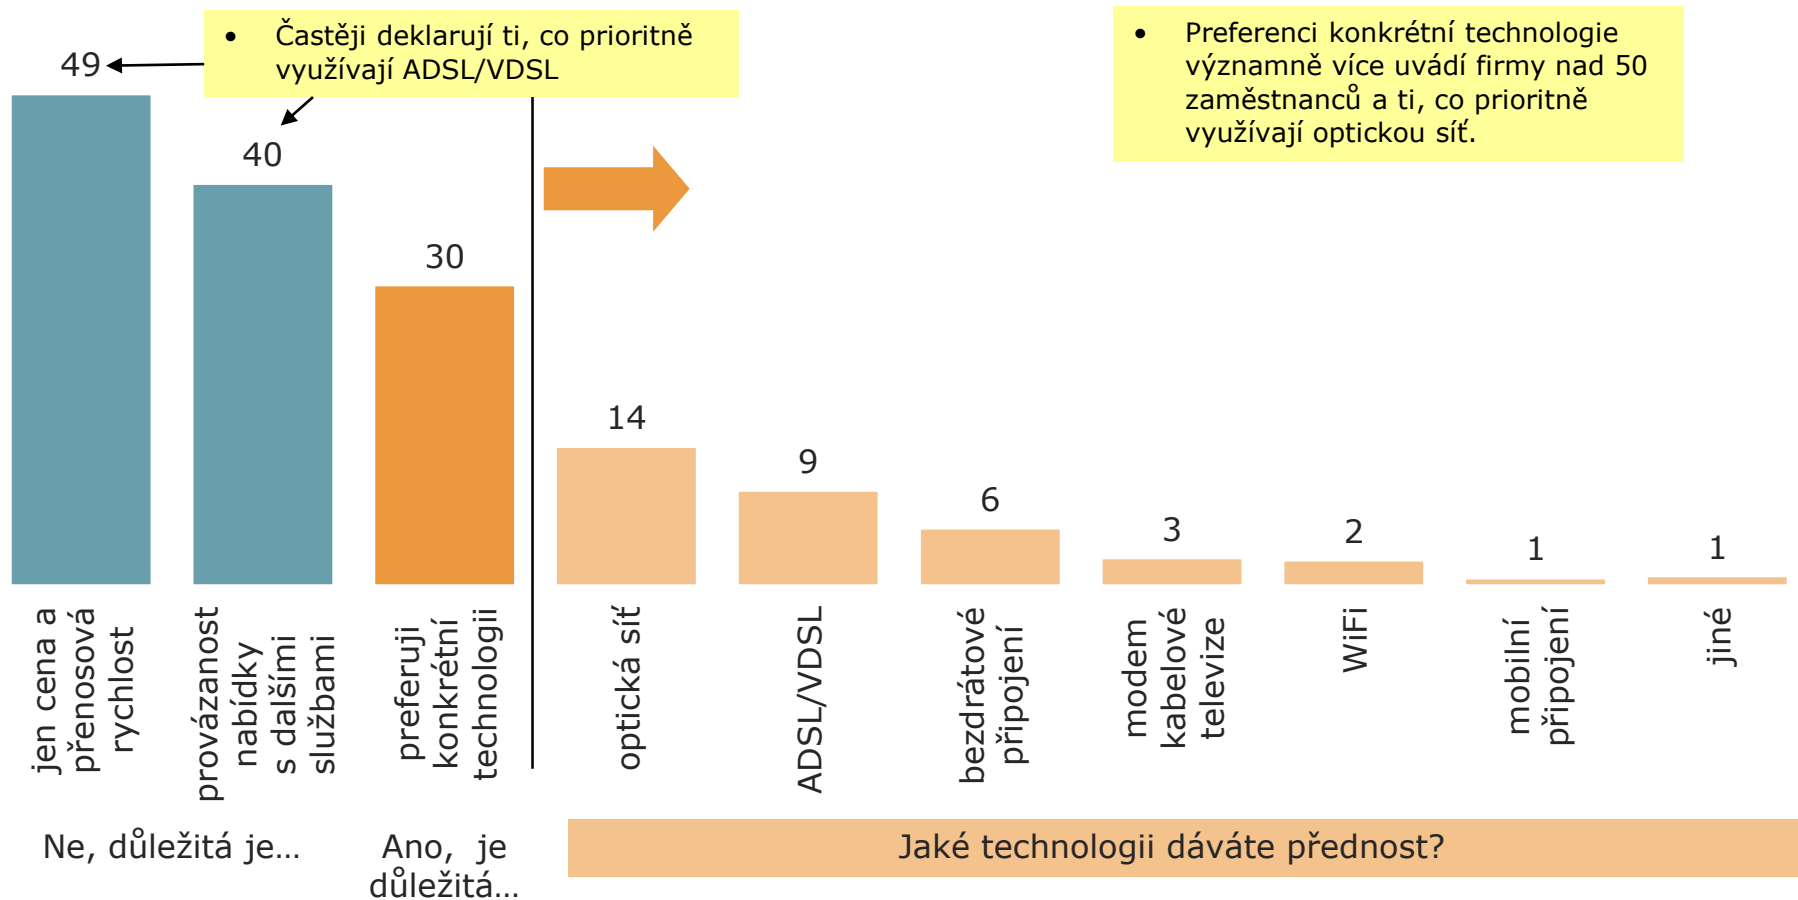 • Častěji deklarují ti, co prioritně
využívají ADSL/VDSL
• Preferenci konkrétní technologie
významně více uvádí firmy nad 50
zaměstnanců a ti, co prioritně
využívají optickou síť.
49
40
30
14
9
6
3
2
1
1
jen cena a
přenosová
rychlost
provázanost
nabídky
s dalšími
službami
preferuji
konkrétní
technologii
optická síť
ADSL/VDSL
bezdrátové
připojení
modem
kabelové
televize
WiFi
mobilní
připojení
jiné
Ne, důležitá je…
Ano, je
důležitá…
Jaké technologii dáváte přednost?